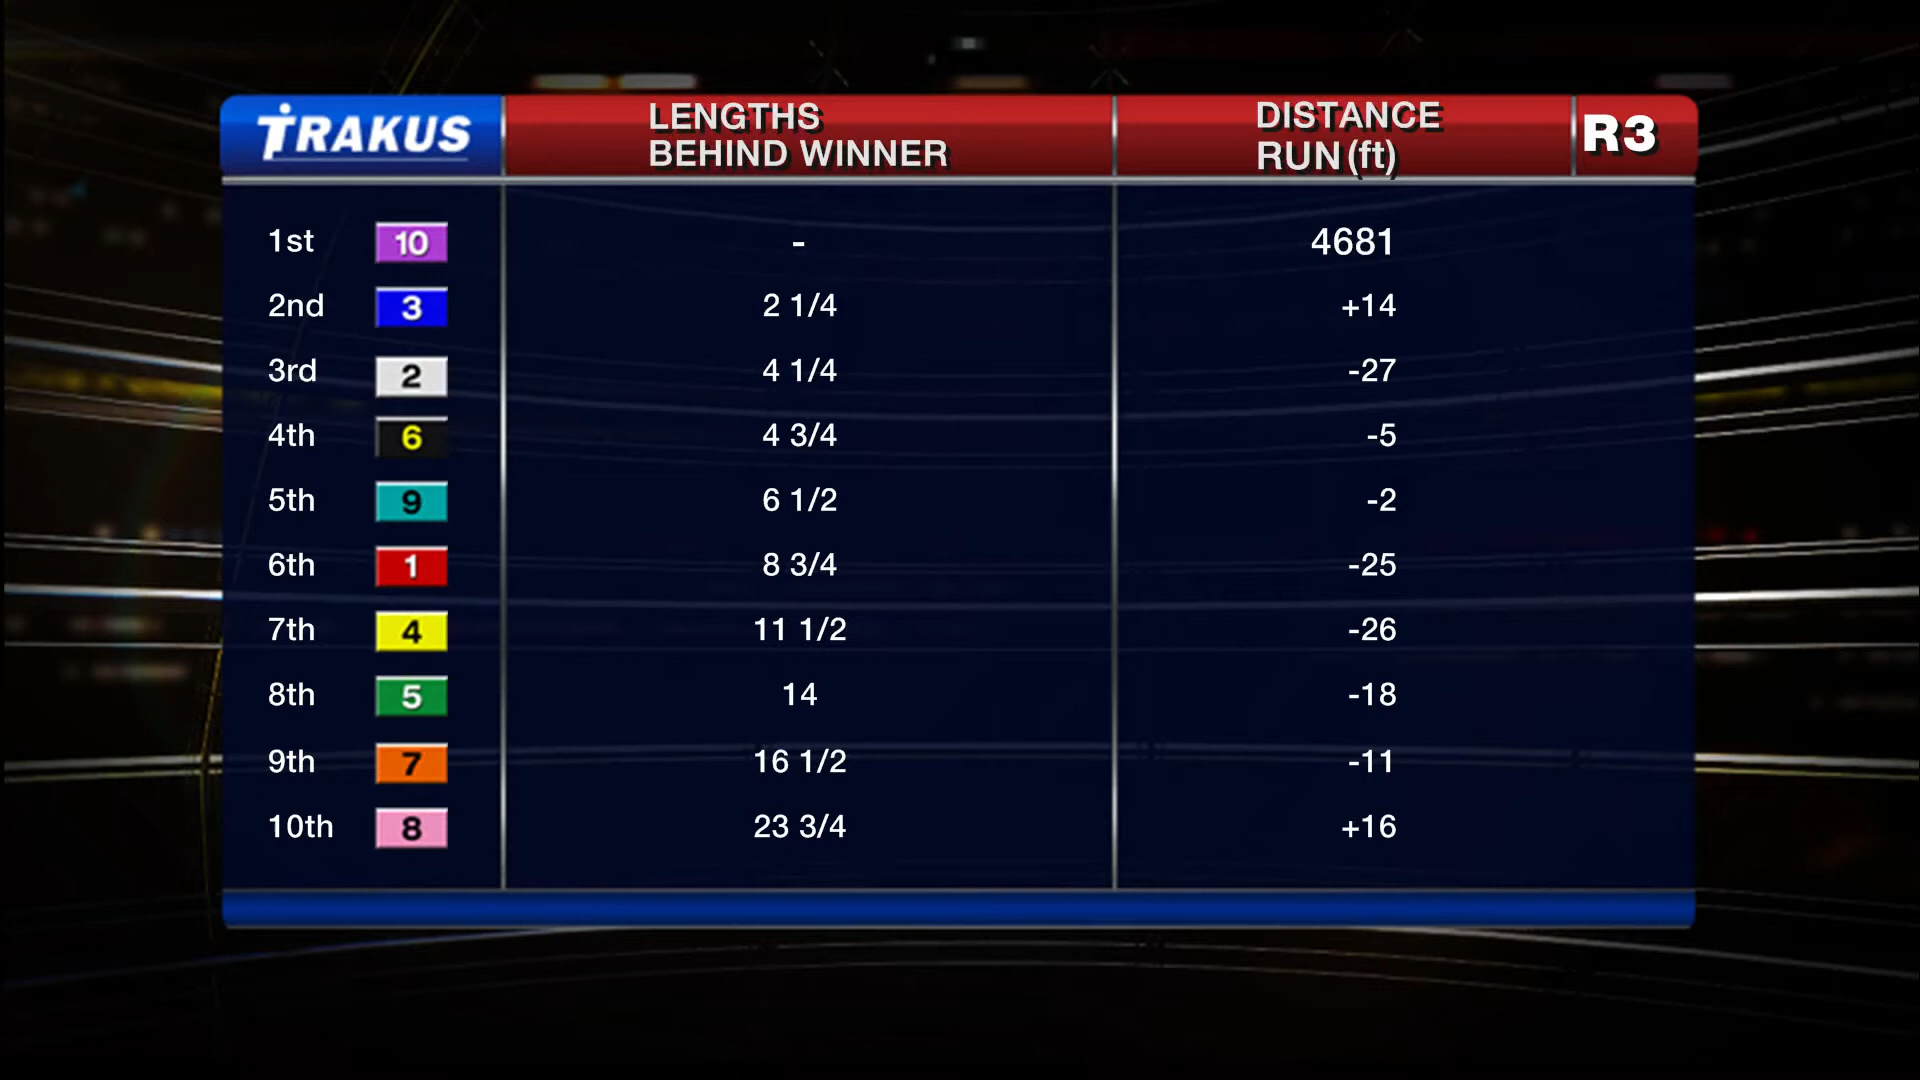 TRAKUS
LENGTHS
BEHIND WINNER
DISTANCE
RUN (ft)
R3
1st 10 - 4681
2nd 3 2 1/4 +14
3rd 2 4 1/4 -27
4th 6 4 3/4 -5
5th 9 6 1/2 -2
6th 1 8 3/4 -25
7th 4 11 1/2 -26
8th 5 14 -18
9th 7 16 1/2 -11
10th 8 23 3/4 +16